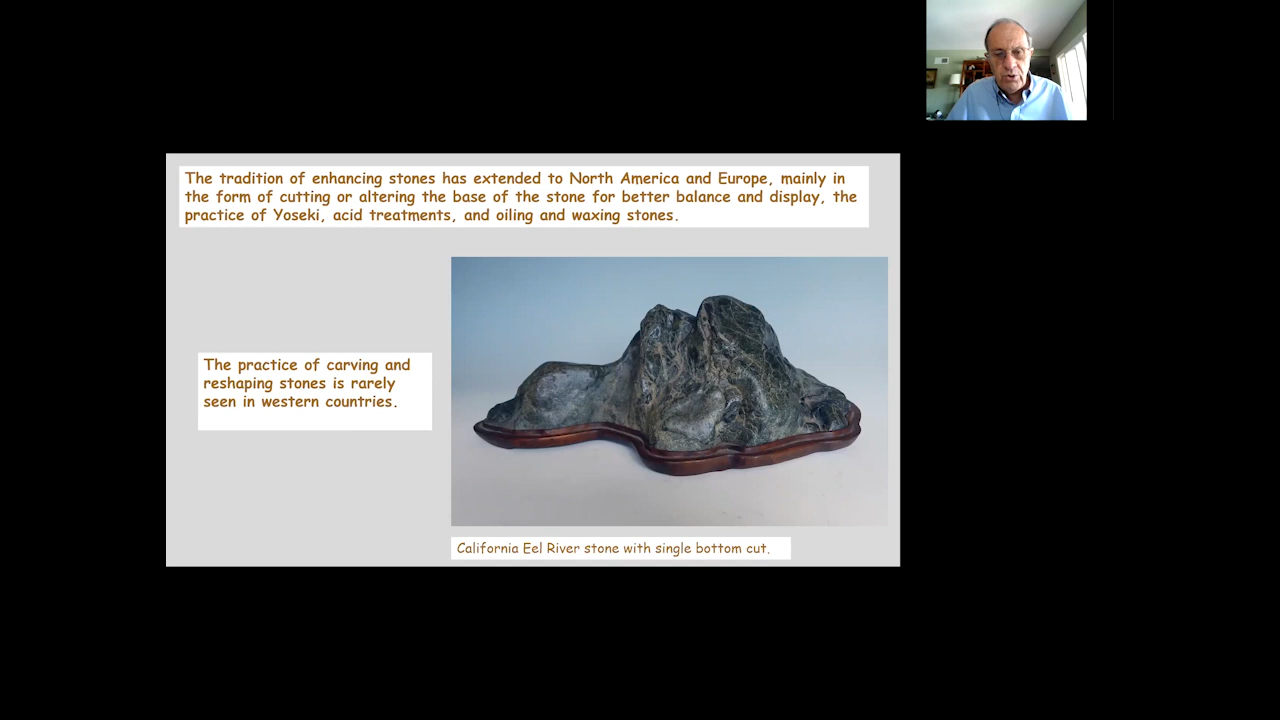 The tradition of enhancing stones has extended to North America and Europe, mainly in
the form of cutting or altering the base of the stone for better balance and display, the
practice of Yoseki, acid treatments, and oiling and waxing stones.
The practice of carving and
reshaping stones is rarely
seen in western countries.
California Eel River stone with single bottom cut.